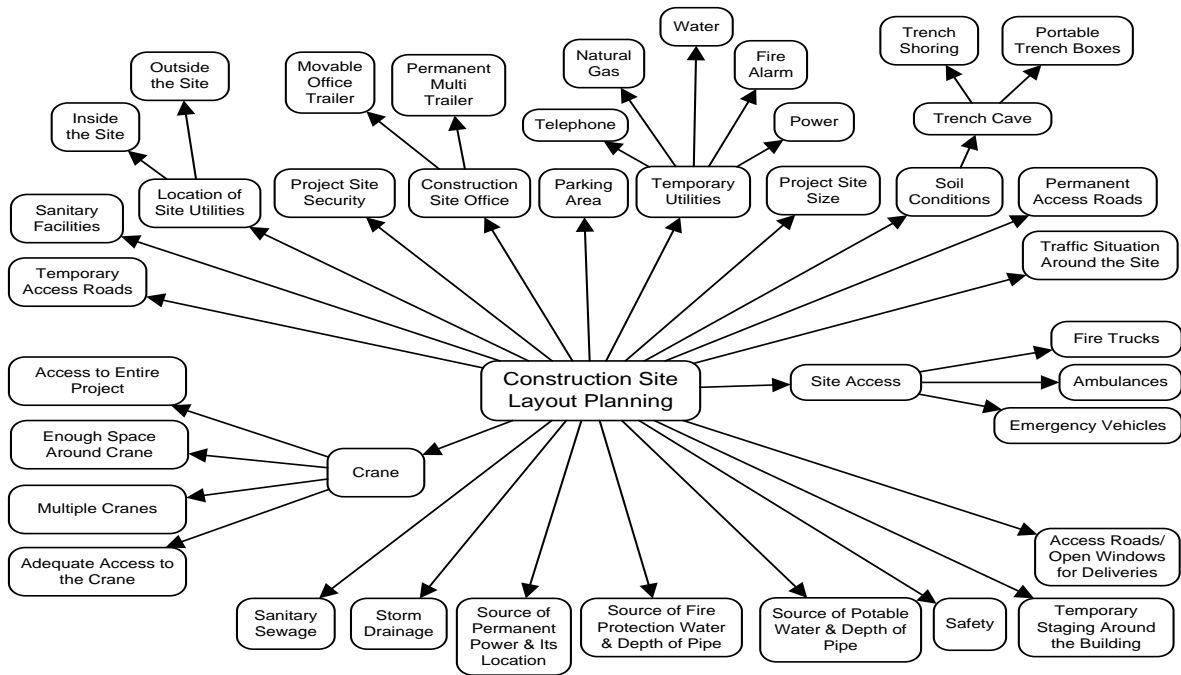 Water
Trench
Shoring
Portable
Trench Boxes
Outside
the Site
Movable
Office
Trailer
Permanent
Multi
Trailer
Natural
Gas
Fire
Alarm
Inside
the Site
Telephone
Power
Trench Cave
Location of
Site Utilities
Project Site
Security
Construction
Site Office
Parking
Area
Temporary
Utilities
Project Site
Size
Soil
Conditions
Permanent
Access Roads
Sanitary
Facilities
Traffic Situation
Around the Site
Temporary
Access Roads
Fire Trucks
Access to Entire
Project
Construction Site
Layout Planning
Site Access
Ambulances
Emergency Vehicles
Enough Space
Around Crane
Crane
Multiple Cranes
Adequate Access to
the Crane
Access Roads/
Open Windows
for Deliveries
Sanitary
Sewage
Storm
Drainage
Source of
Permanent
Power & Its
Location
Source of Fire
Protection Water
& Depth of Pipe
Source of Potable
Water & Depth of
Pipe
Safety
Temporary
Staging Around
the Building